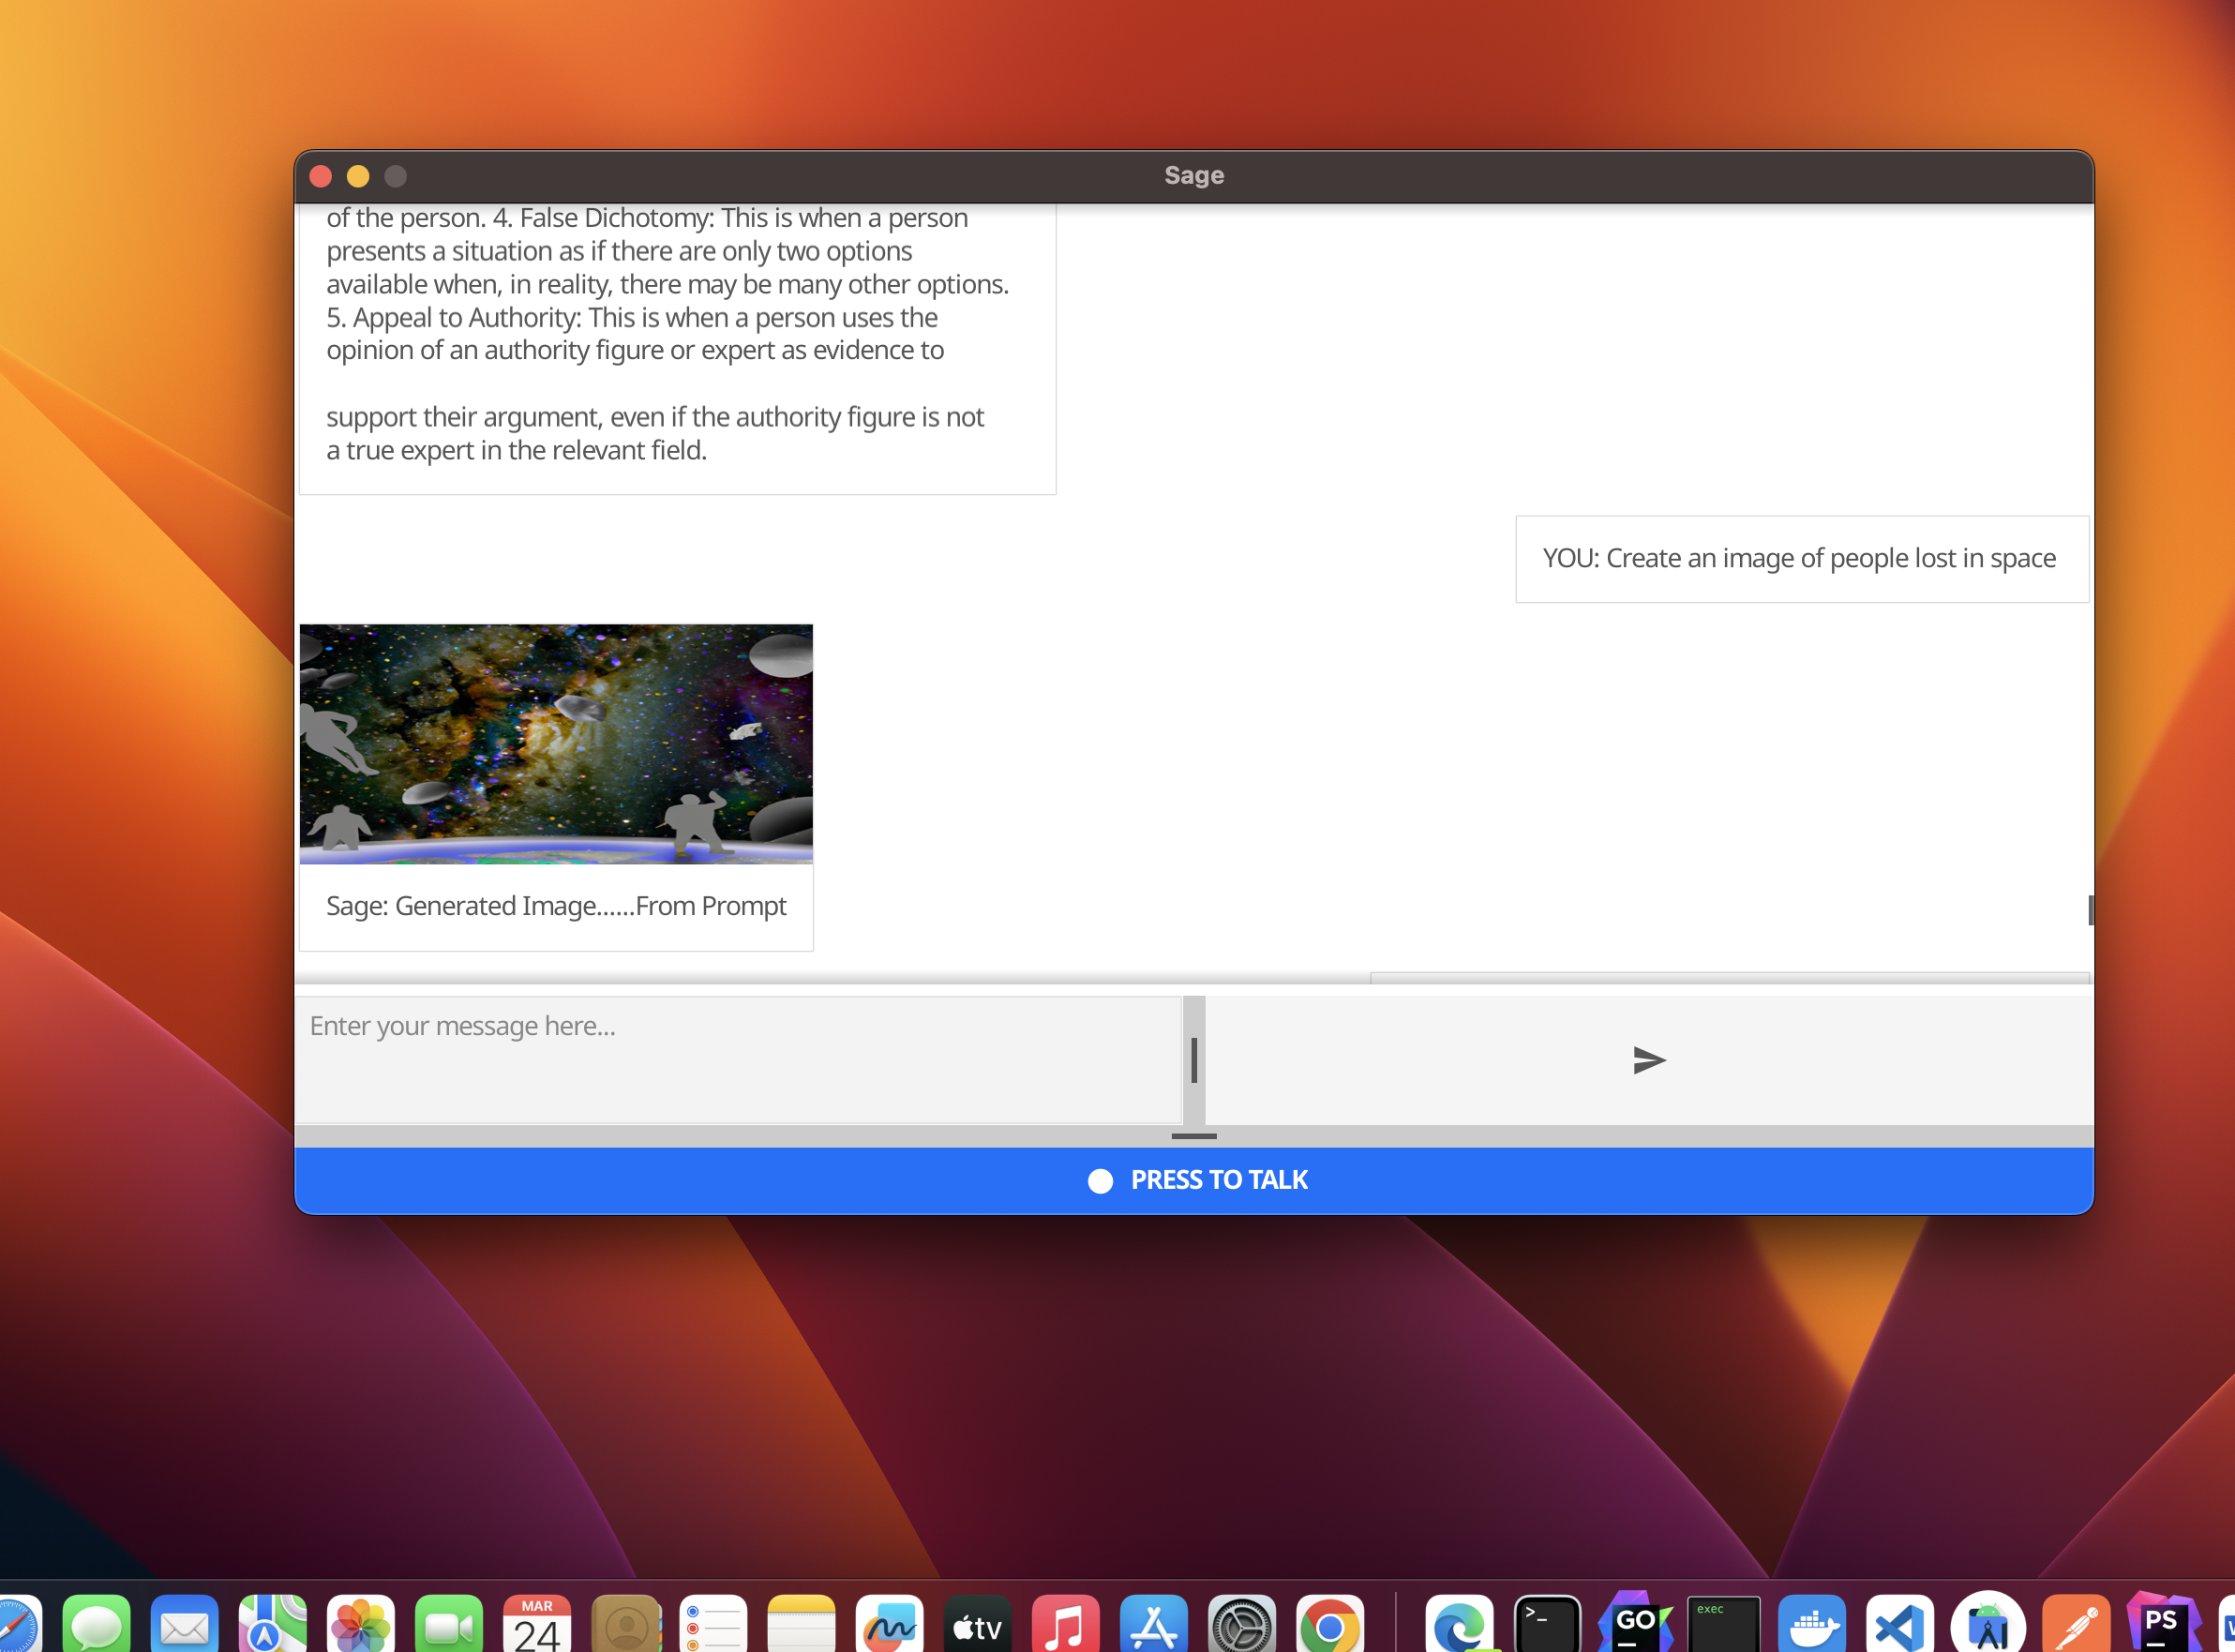 Sage
of the person. 4. False Dichotomy: This is when a person
presents a situation as if there are only two options
available when, in reality, there may be many other options.
5. Appeal to Authority: This is when a person uses the
opinion of an authority figure or expert as evidence to
support their argument, even if the authority figure is not
a true expert in the relevant field.
YOU: Create an image of people lost in space
Sage: Generated Image......From Prompt
Enter your message here...
PRESS TO TALK
MAR
24
tv
>_
GO
exec
PS